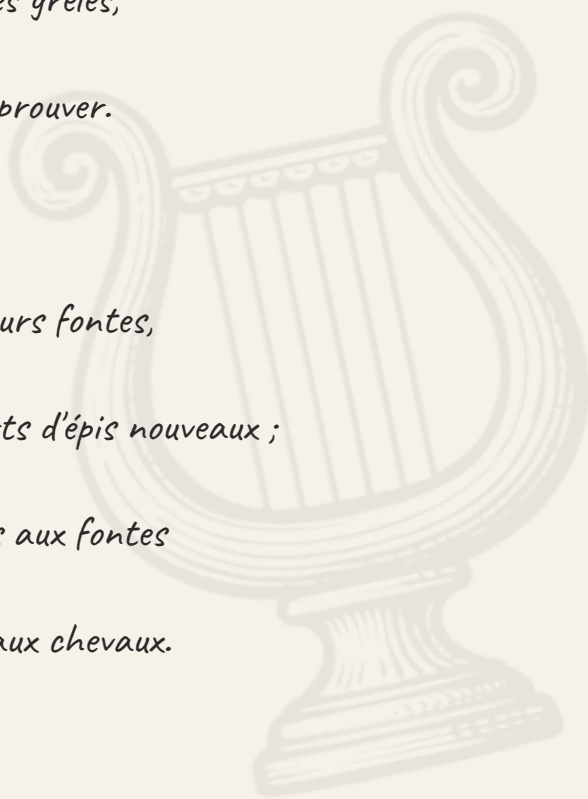 es grêles,
prouver.
urs fontes,
ts d'épis nouveaux ;
s aux fontes
aux chevaux.